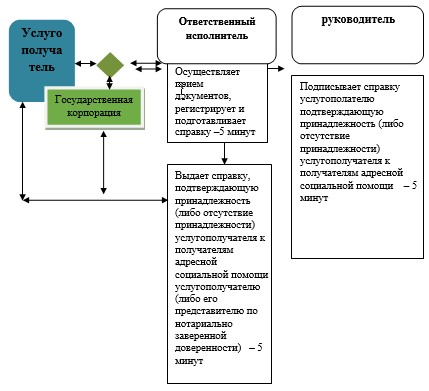 Услуго
получа
тель
Государственная
корпорация
Ответственный
исполнитель
Осуществляет
прием
документов,
регистрирует и
подготавливает
справку –5 минут
Выдает справку,
подтверждающую
принадлежность
(либо отсутствие
принадлежности)
услугополучателя к
получателям
адресной
социальной помощи
услугополучателю
(либо его
представителю по
нотариально
заверенной
доверенности) – 5
минут
руководитель
Подписывает справку
услугополателю
подтверждающую
принадлежность (либо
отсутствие
принадлежности)
услугополучателя к
получателям адресной
социальной помощи – 5
минут